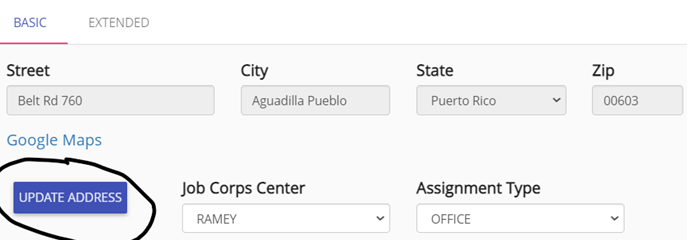 BASIC EXTENDED
Street City State Zip
Belt Rd 760 Aguadilla Pueblo Puerto Rico 00603
Google Maps
Job Corps Center Assignment Type
UPDATE ADDRESS
RAMEY OFFICE